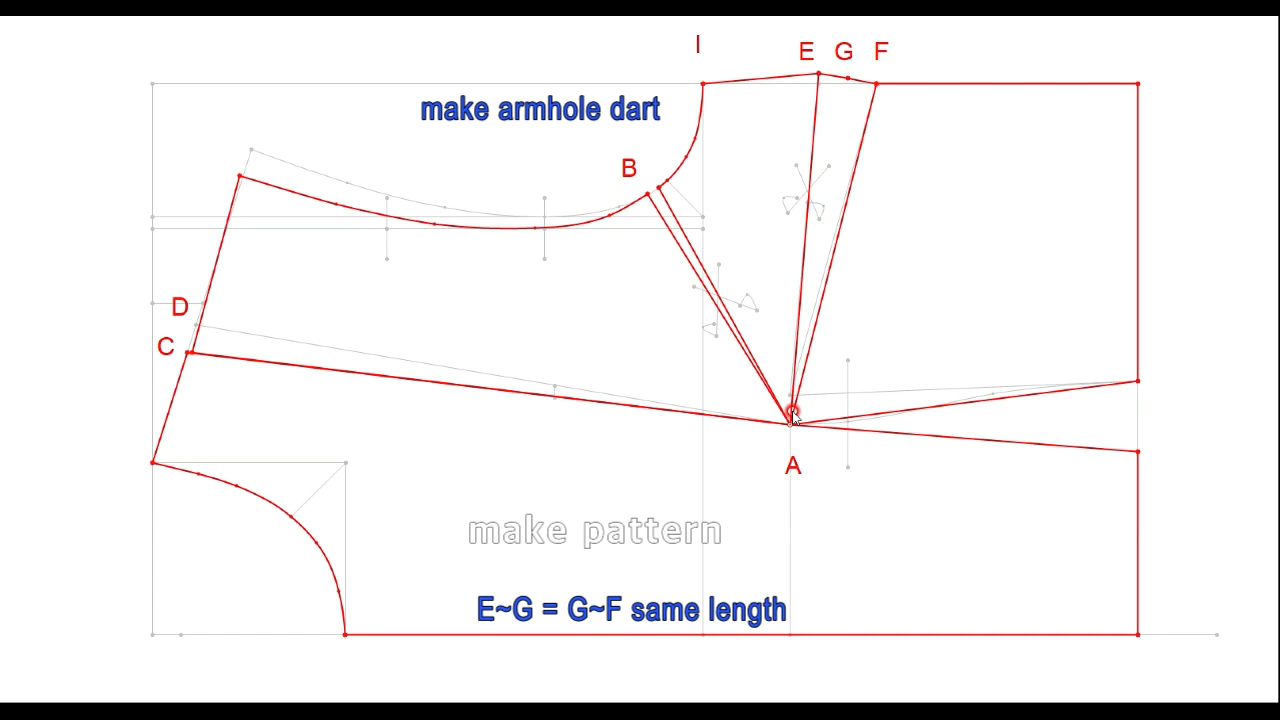 I E G F
make armhole dart
B
D
C
A
make pattern
E~G = G~F same length